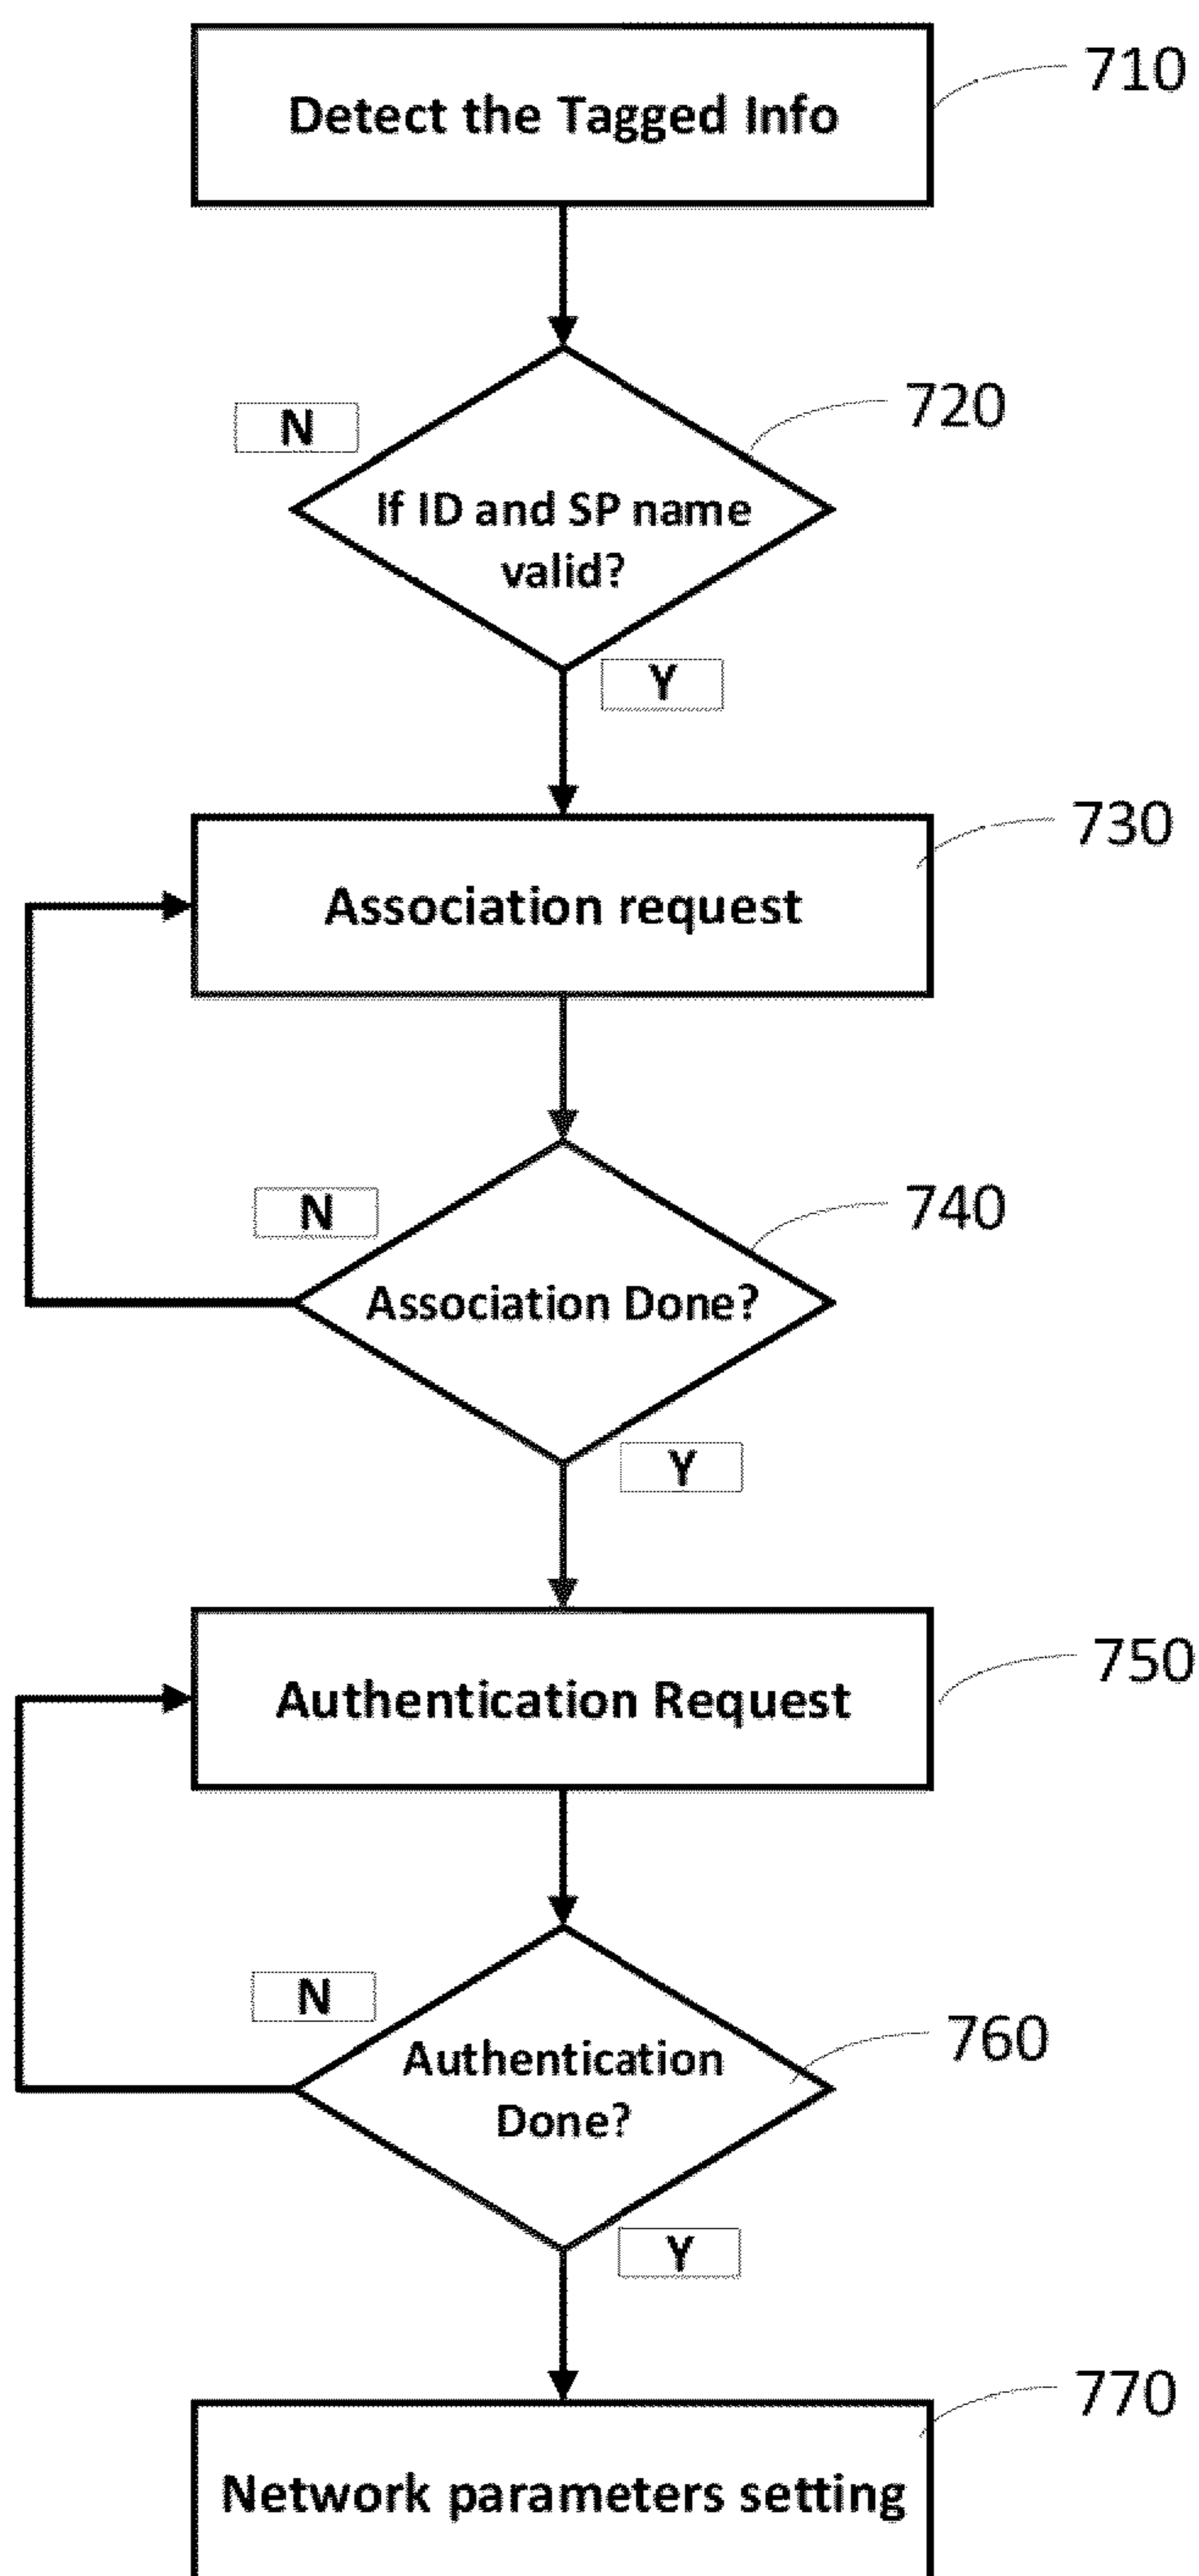 Detect the Tagged Info
710
720
N
If ID and SP name
valid?
Y
730
Association request
740
N
Association Done?
Y
750
Authentication Request
760
N
Authentication
Done?
Y
770
Network parameters setting